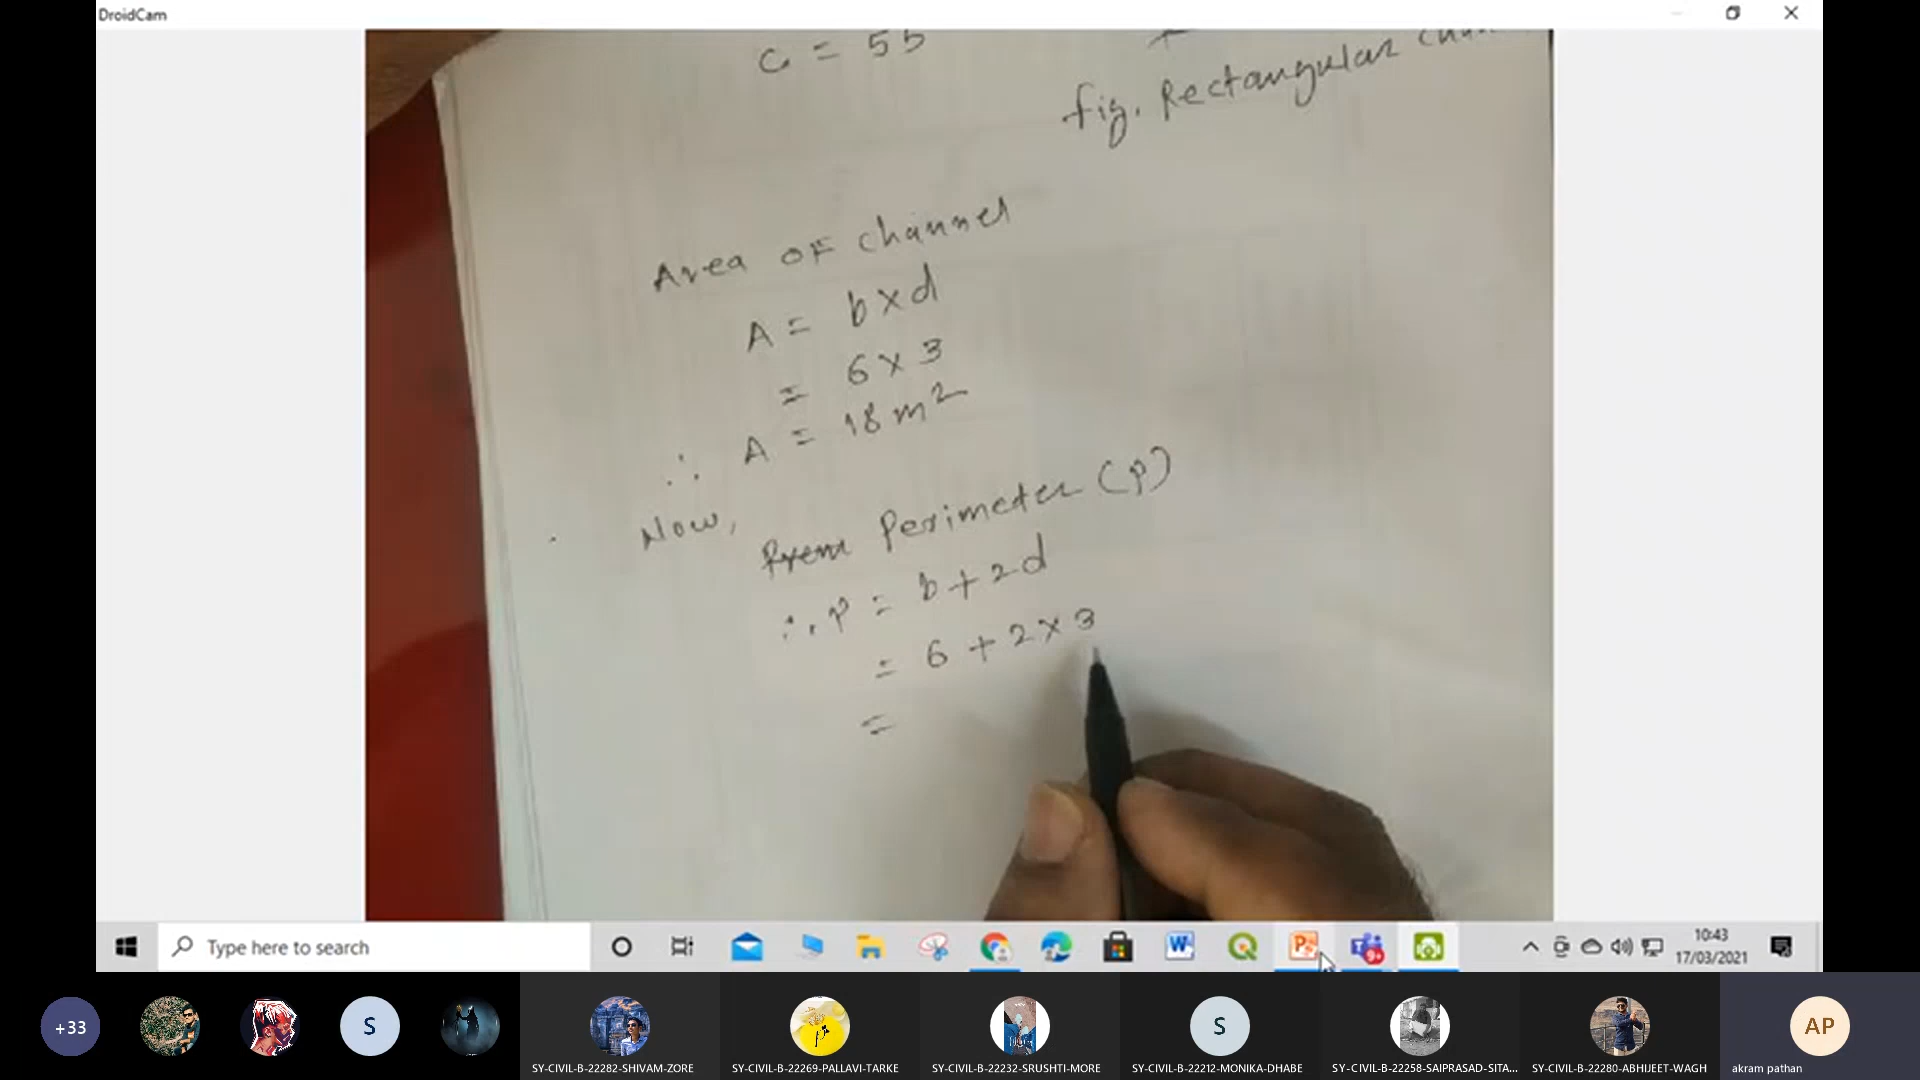 DroidCam
C = 55
fig. Rectangular
Area OF Channel
A = b x d
= 6 x 3
∴ A = 18 m²
Now,
From Perimeter (P)
∴ P = b + 2d
= 6 + 2 x 3
=
Type here to search
10:43
17/03/2021
+33
S
S
AP
SY-CIVIL-B-22282-SHIVAM-ZORE
SY-CIVIL-B-22269-PALLAVI-TARKE
SY-CIVIL-B-22232-SRUSHTI-MORE
SY-CIVIL-B-22212-MONIKA-DHABE
SY-CIVIL-B-22258-SAIPRASAD-SITA...
SY-CIVIL-B-22280-ABHIJEET-WAGH
akram pathan